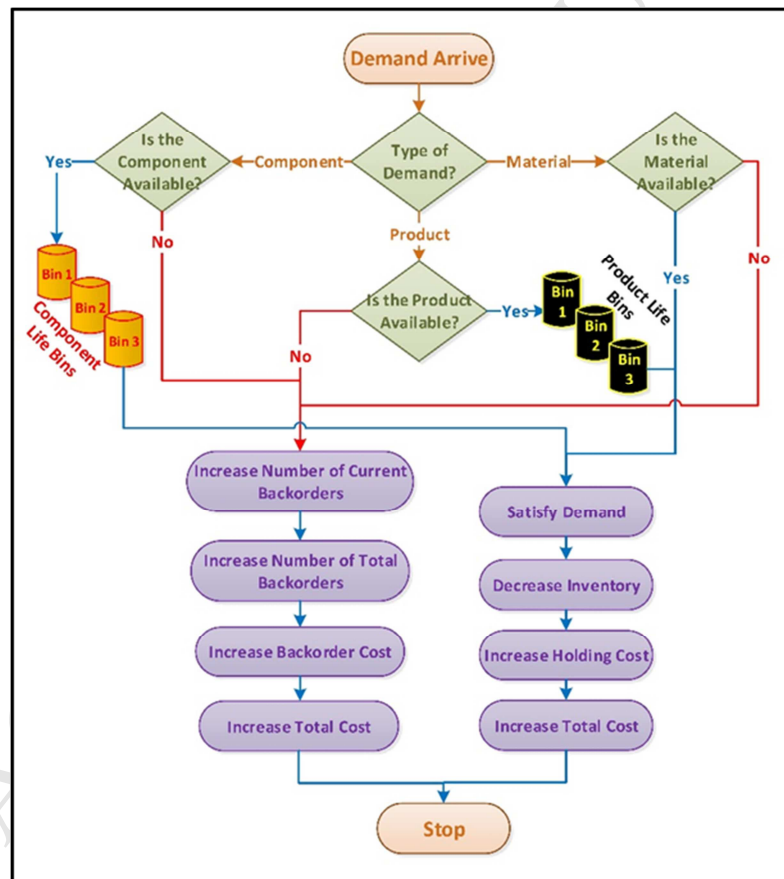 Demand Arrive
Is the
Component
Available?
Type of
Demand?
Is the
Material
Available?
Yes
Component
Material
No
Product
No
Yes
Bin 1
Bin 2
Bin 3
Component
Life Bins
Is the Product
Available?
Yes
No
Bin
1
Bin
2
Bin
3
Product Life
Bins
Increase Number of Current
Backorders
Increase Number of Total
Backorders
Increase Backorder Cost
Increase Total Cost
Satisfy Demand
Decrease Inventory
Increase Holding Cost
Increase Total Cost
Stop